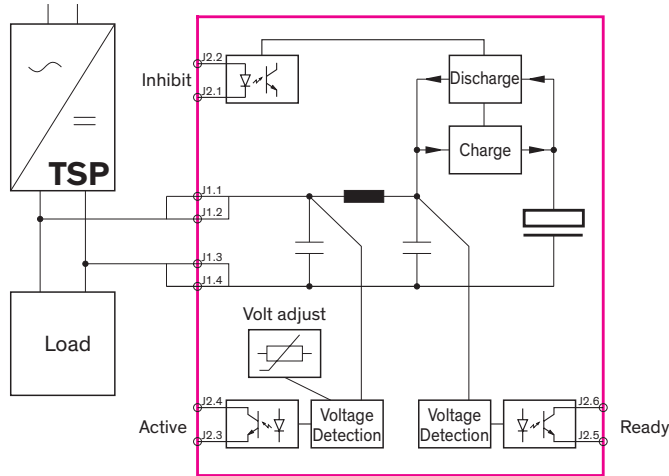 J2.2
Inhibit
J2.1
Discharge
Charge
TSP
J1.1
J1.2
J1.3
J1.4
Volt adjust
Load
J2.4
Active
J2.3
Voltage
Detection
Voltage
Detection
J2.6
Ready
J2.5